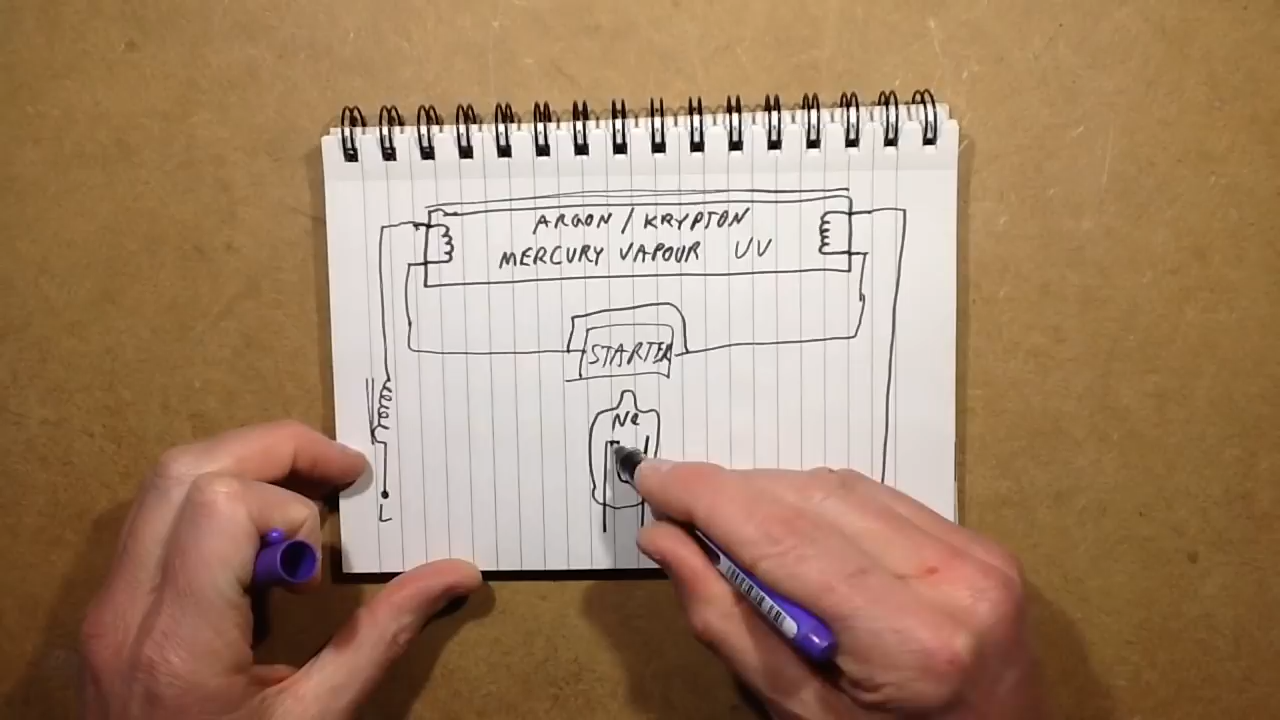 ARGON / KRYPTON
MERCURY VAPOUR UV
STARTER
Ne
L